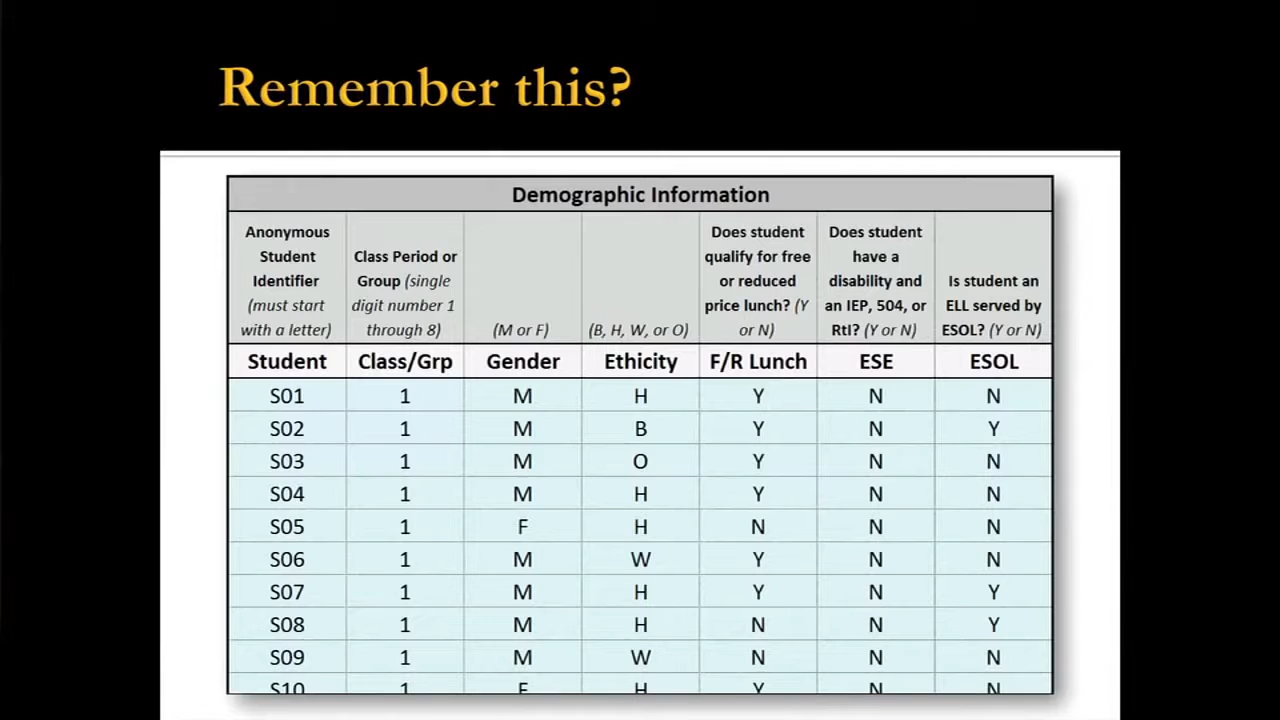 Remember this?
Demographic Information
Anonymous Student Identifier (must start with a letter) Class Period or Group (single digit number 1 through 8) (M or F) (B, H, W, or O) Does student qualify for free or reduced price lunch? (Y or N) Does student have a disability and an IEP, 504, or RtI? (Y or N) Is student an ELL served by ESOL? (Y or N)
Student Class/Grp Gender Ethicity F/R Lunch ESE ESOL
S01 1 M H Y N N
S02 1 M B Y N Y
S03 1 M O Y N N
S04 1 M H Y N N
S05 1 F H N N N
S06 1 M W Y N N
S07 1 M H Y N Y
S08 1 M H N N Y
S09 1 M W N N N
S10 1 F H Y N N